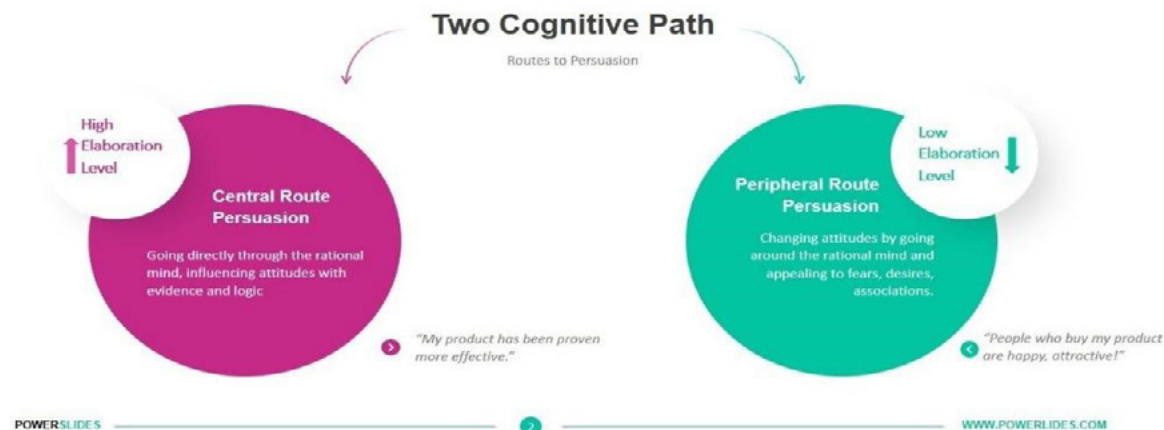 Two Cognitive Path
Routes to Persuasion
High
Elaboration
Level
Central Route
Persuasion
Going directly through the rational
mind, influencing attitudes with
evidence and logic
"My product has been proven
more effective."
Low
Elaboration
Level
Peripheral Route
Persuasion
Changing attitudes by going
around the rational mind and
appealing to fears, desires,
associations.
"People who buy my product
are happy, attractive!"
POWERSLIDES
2
WWW.POWERLIDES.COM